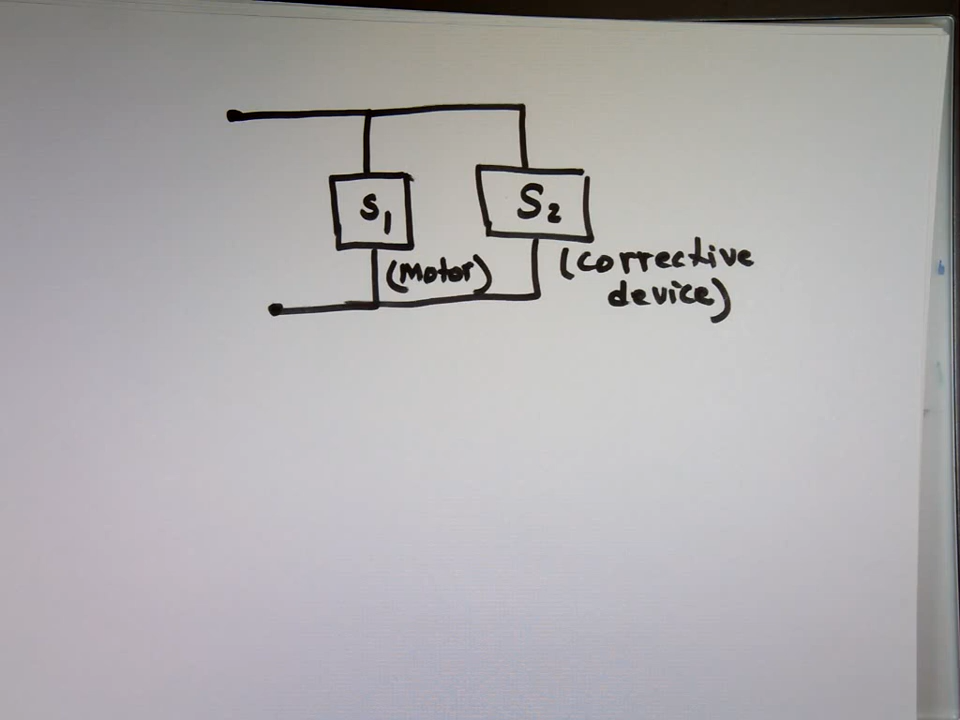 S₁
S₂
(Motor)
(corrective
device)